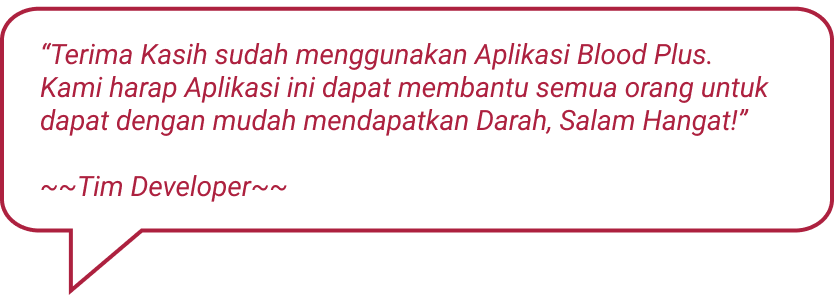 “Terima Kasih sudah menggunakan Aplikasi Blood Plus.
Kami harap Aplikasi ini dapat membantu semua orang untuk
dapat dengan mudah mendapatkan Darah, Salam Hangat!”
~~Tim Developer~~